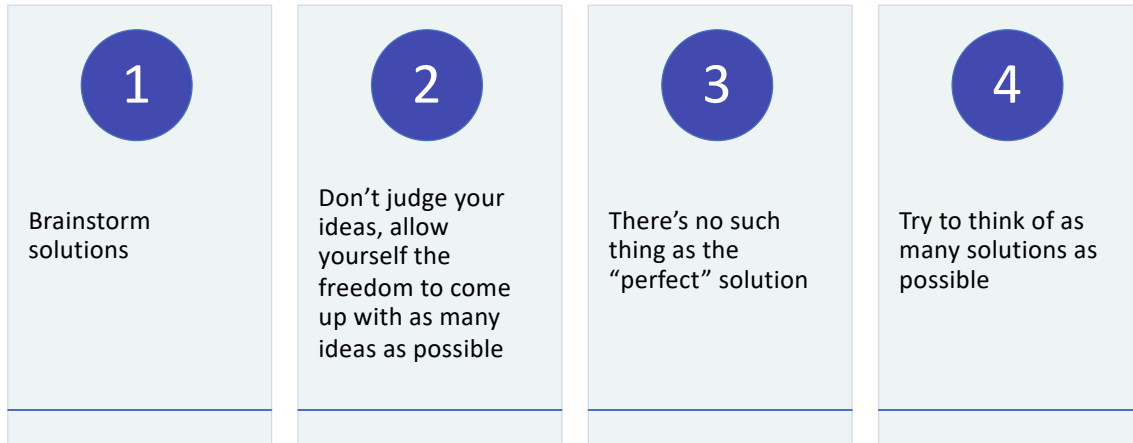 1
Brainstorm
solutions
2
Don’t judge your
ideas, allow
yourself the
freedom to come
up with as many
ideas as possible
3
There’s no such
thing as the
“perfect” solution
4
Try to think of as
many solutions as
possible